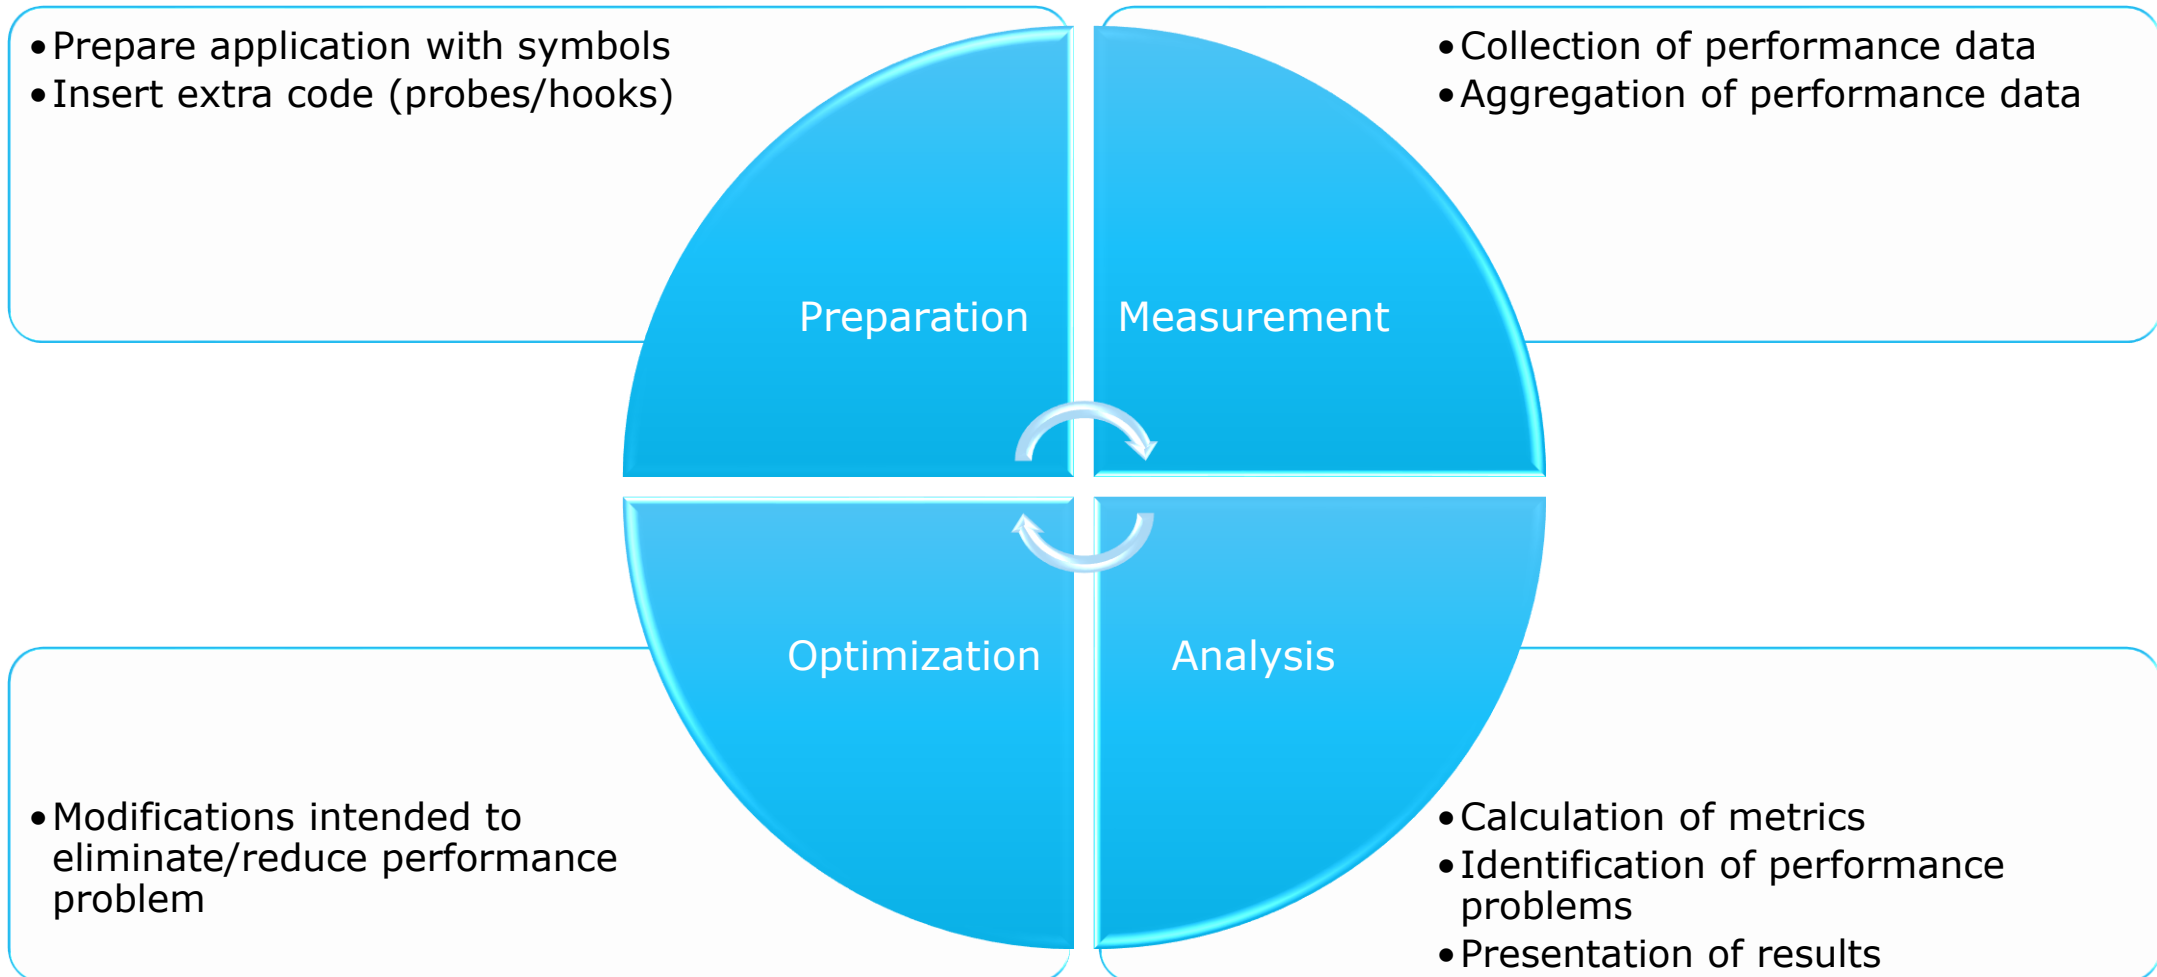 •Prepare application with symbols
•Insert extra code (probes/hooks)
•Collection of performance data
•Aggregation of performance data
Preparation
Measurement
Optimization
Analysis
•Modifications intended to
eliminate/reduce performance
problem
•Calculation of metrics
•Identification of performance
problems
•Presentation of results